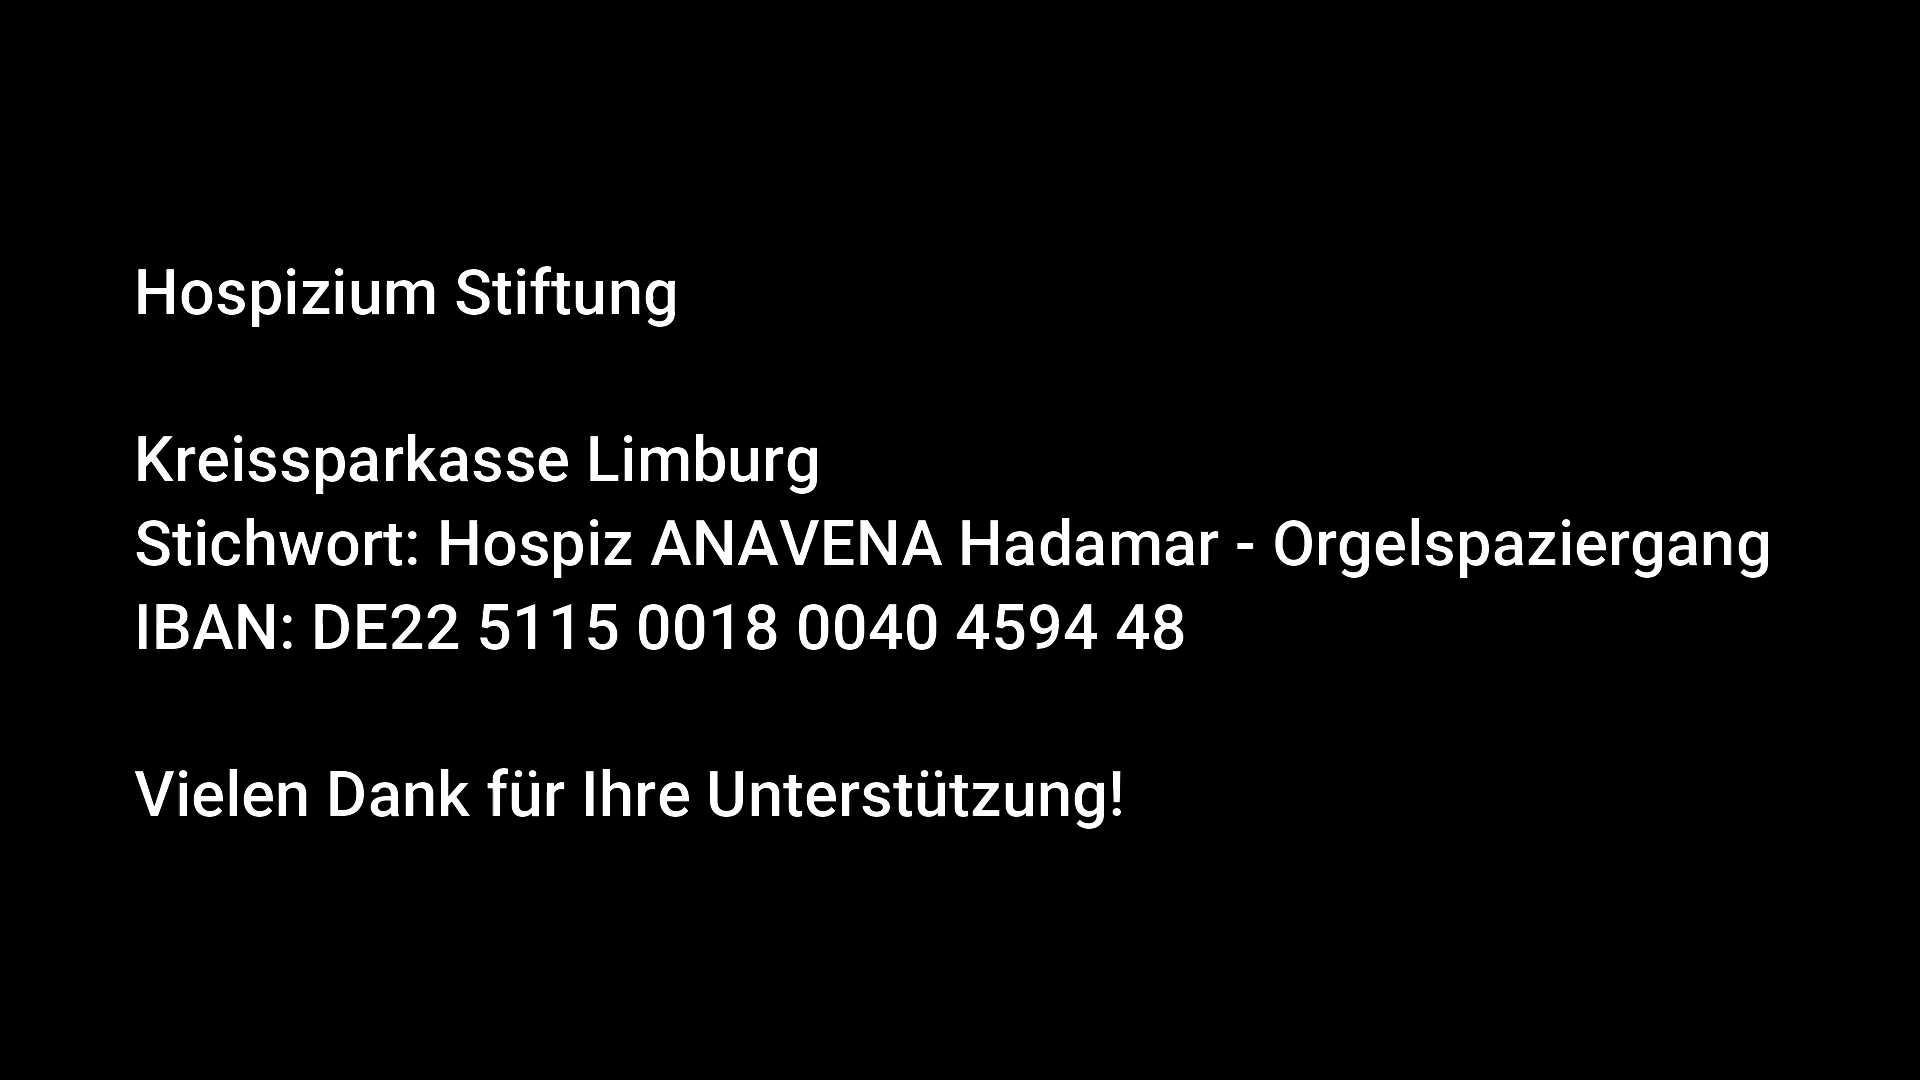 Hospizium Stiftung
Kreissparkasse Limburg
Stichwort: Hospiz ANAVENA Hadamar - Orgelspaziergang
IBAN: DE22 5115 0018 0040 4594 48
Vielen Dank für Ihre Unterstützung!